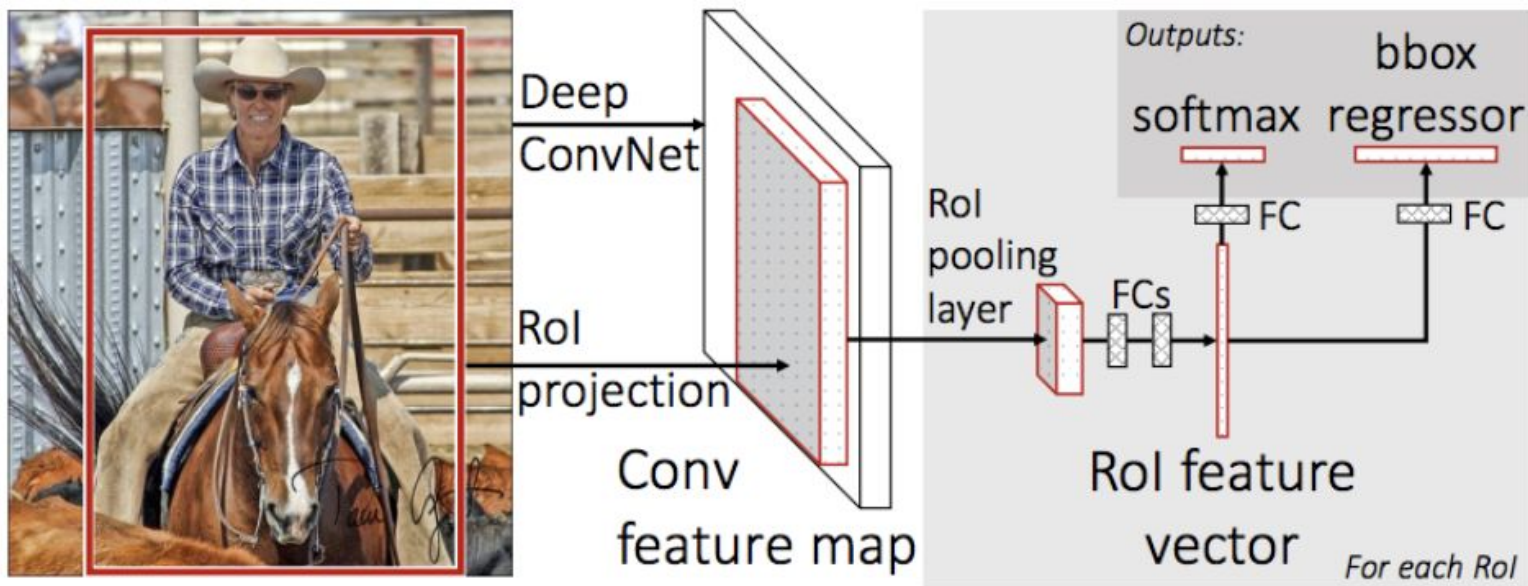 Deep
ConvNet
RoI
projection
Conv
feature map
RoI
pooling
layer
FCs
RoI feature
vector
Outputs:
softmax
bbox
regressor
FC
FC
For each RoI